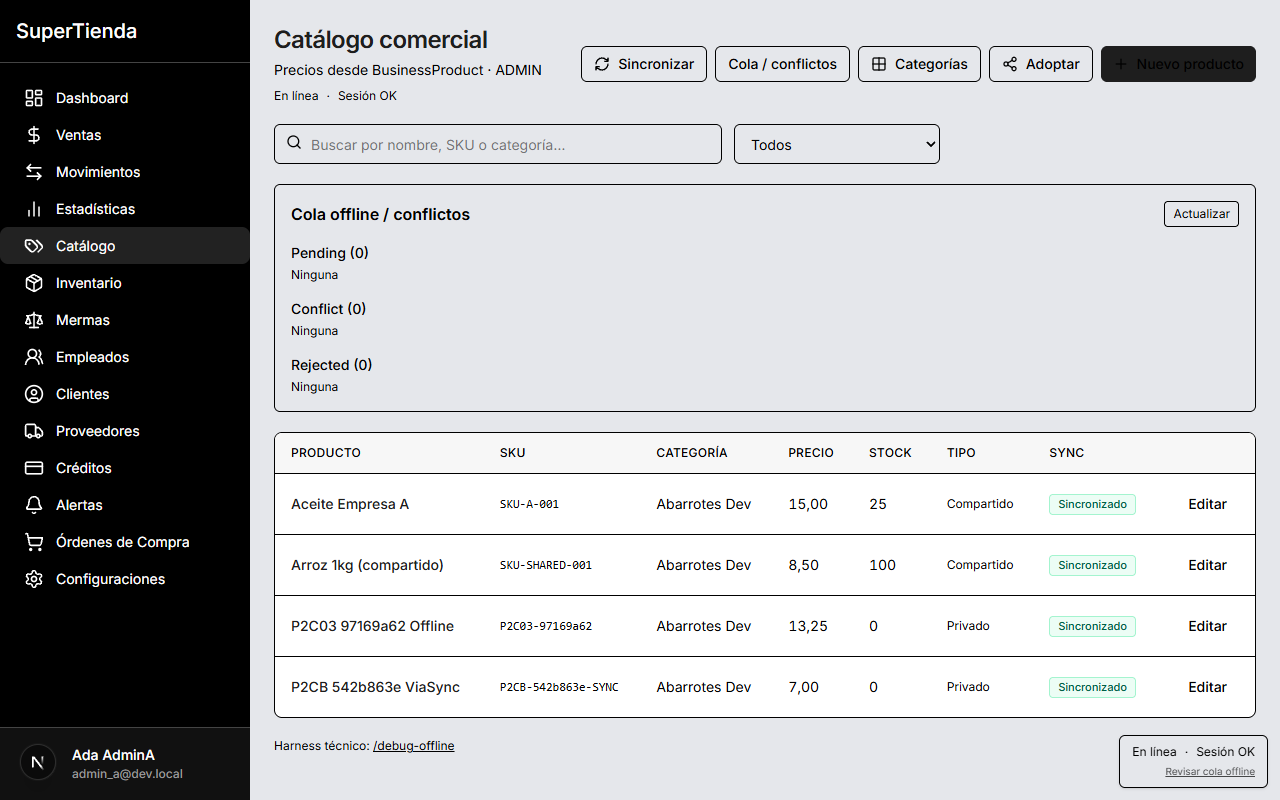 SuperTienda
Dashboard
Ventas
Movimientos
Estadísticas
Catálogo
Inventario
Mermas
Empleados
Clientes
Proveedores
Créditos
Alertas
Órdenes de Compra
Configuraciones
N
Ada AdminA
admin_a@dev.local
Catálogo comercial
Precios desde BusinessProduct · ADMIN
En línea · Sesión OK
Sincronizar
Cola / conflictos
Categorías
Adoptar
Nuevo producto
Buscar por nombre, SKU o categoría...
Todos
Cola offline / conflictos
Actualizar
Pending (0)
Ninguna
Conflict (0)
Ninguna
Rejected (0)
Ninguna
PRODUCTO SKU CATEGORÍA PRECIO STOCK TIPO SYNC
Aceite Empresa A SKU-A-001 Abarrotes Dev 15,00 25 Compartido Sincronizado Editar
Arroz 1kg (compartido) SKU-SHARED-001 Abarrotes Dev 8,50 100 Compartido Sincronizado Editar
P2C03 97169a62 Offline P2C03-97169a62 Abarrotes Dev 13,25 0 Privado Sincronizado Editar
P2CB 542b863e ViaSync P2CB-542b863e-SYNC Abarrotes Dev 7,00 0 Privado Sincronizado Editar
Harness técnico: /debug-offline
En línea · Sesión OK
Revisar cola offline